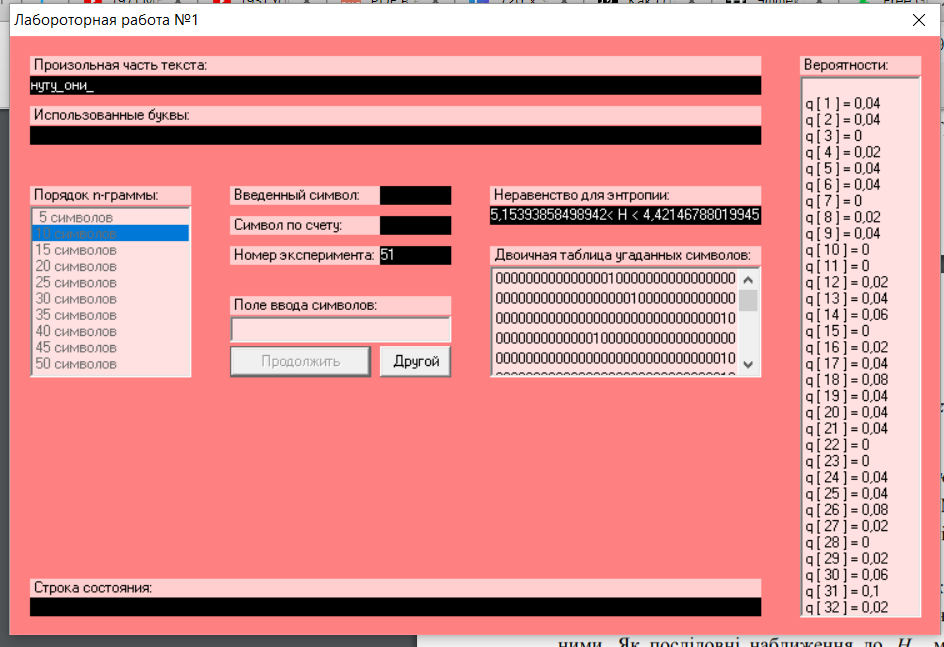 Лабороторная работа №1
Произольная часть текста:
нуту_они_
Использованные буквы:
Порядок n-граммы:
5 символов
10 символов
15 символов
20 символов
25 символов
30 символов
35 символов
40 символов
45 символов
50 символов
Введенный символ:
Символ по счету:
Номер эксперимента: 51
Поле ввода символов:
Продолжить
Другой
Неравенство для энтропии:
5,15393858498942< H < 4,42146788019945
Двоичная таблица угаданных символов:
00000000000000010000000000000000
00000000000000000010000000000000
00000000000000000000000000000010
00000000000001000000000000000000
00000000000000000000000000000010
Строка состояния:
Вероятности:
q [ 1 ] = 0,04
q [ 2 ] = 0,04
q [ 3 ] = 0
q [ 4 ] = 0,02
q [ 5 ] = 0,04
q [ 6 ] = 0,04
q [ 7 ] = 0
q [ 8 ] = 0,02
q [ 9 ] = 0,04
q [ 10 ] = 0
q [ 11 ] = 0
q [ 12 ] = 0,02
q [ 13 ] = 0,04
q [ 14 ] = 0,06
q [ 15 ] = 0
q [ 16 ] = 0,02
q [ 17 ] = 0,04
q [ 18 ] = 0,08
q [ 19 ] = 0,04
q [ 20 ] = 0,04
q [ 21 ] = 0,04
q [ 22 ] = 0
q [ 23 ] = 0
q [ 24 ] = 0,04
q [ 25 ] = 0,04
q [ 26 ] = 0,08
q [ 27 ] = 0,02
q [ 28 ] = 0
q [ 29 ] = 0,02
q [ 30 ] = 0,06
q [ 31 ] = 0,1
q [ 32 ] = 0,02
ними. Як послідовні наближення до H